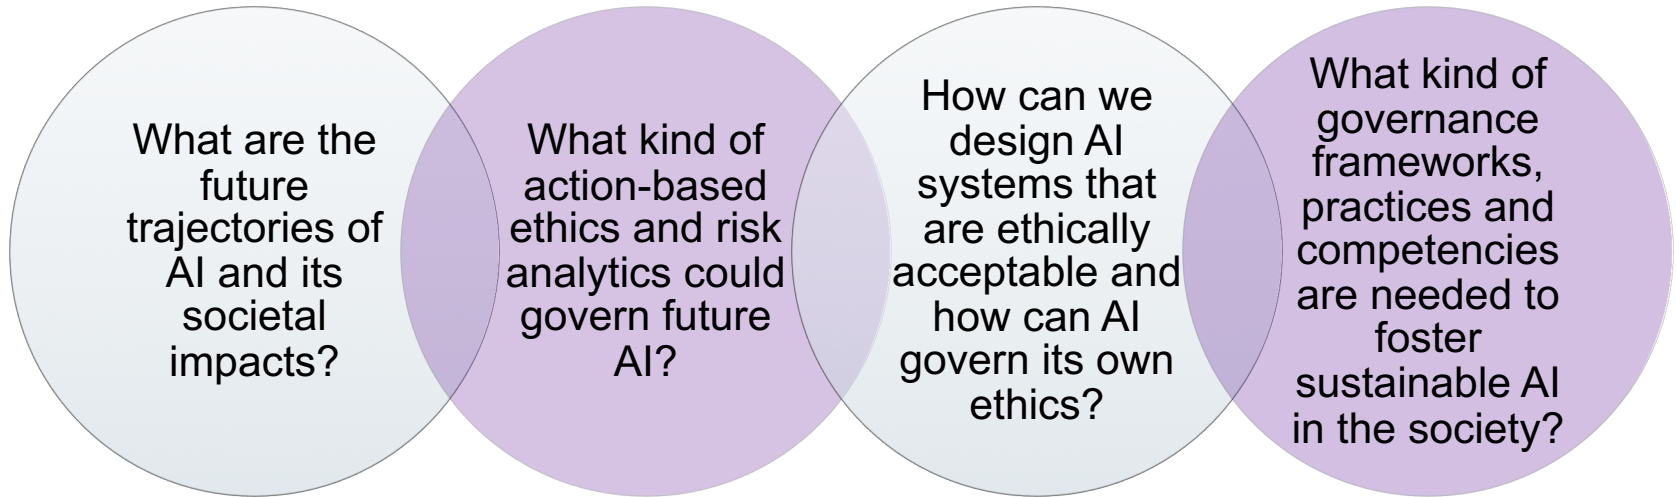 What are the
future
trajectories of
AI and its
societal
impacts?
What kind of
action-based
ethics and risk
analytics could
govern future
AI?
How can we
design AI
systems that
are ethically
acceptable and
how can AI
govern its own
ethics?
What kind of
governance
frameworks,
practices and
competencies
are needed to
foster
sustainable AI
in the society?